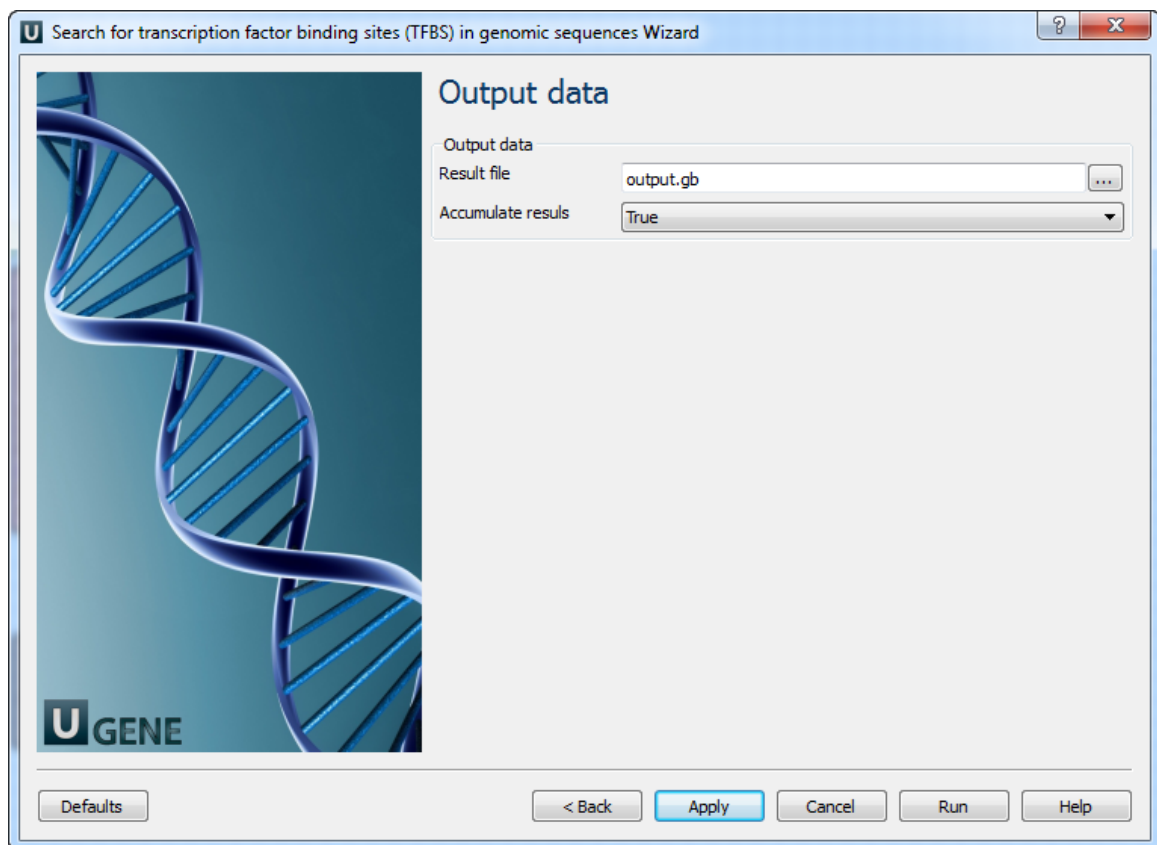 U Search for transcription factor binding sites (TFBS) in genomic sequences Wizard ? X
Output data
Output data
Result file output.gb ...
Accumulate resuls True
U GENE
Defaults < Back Apply Cancel Run Help